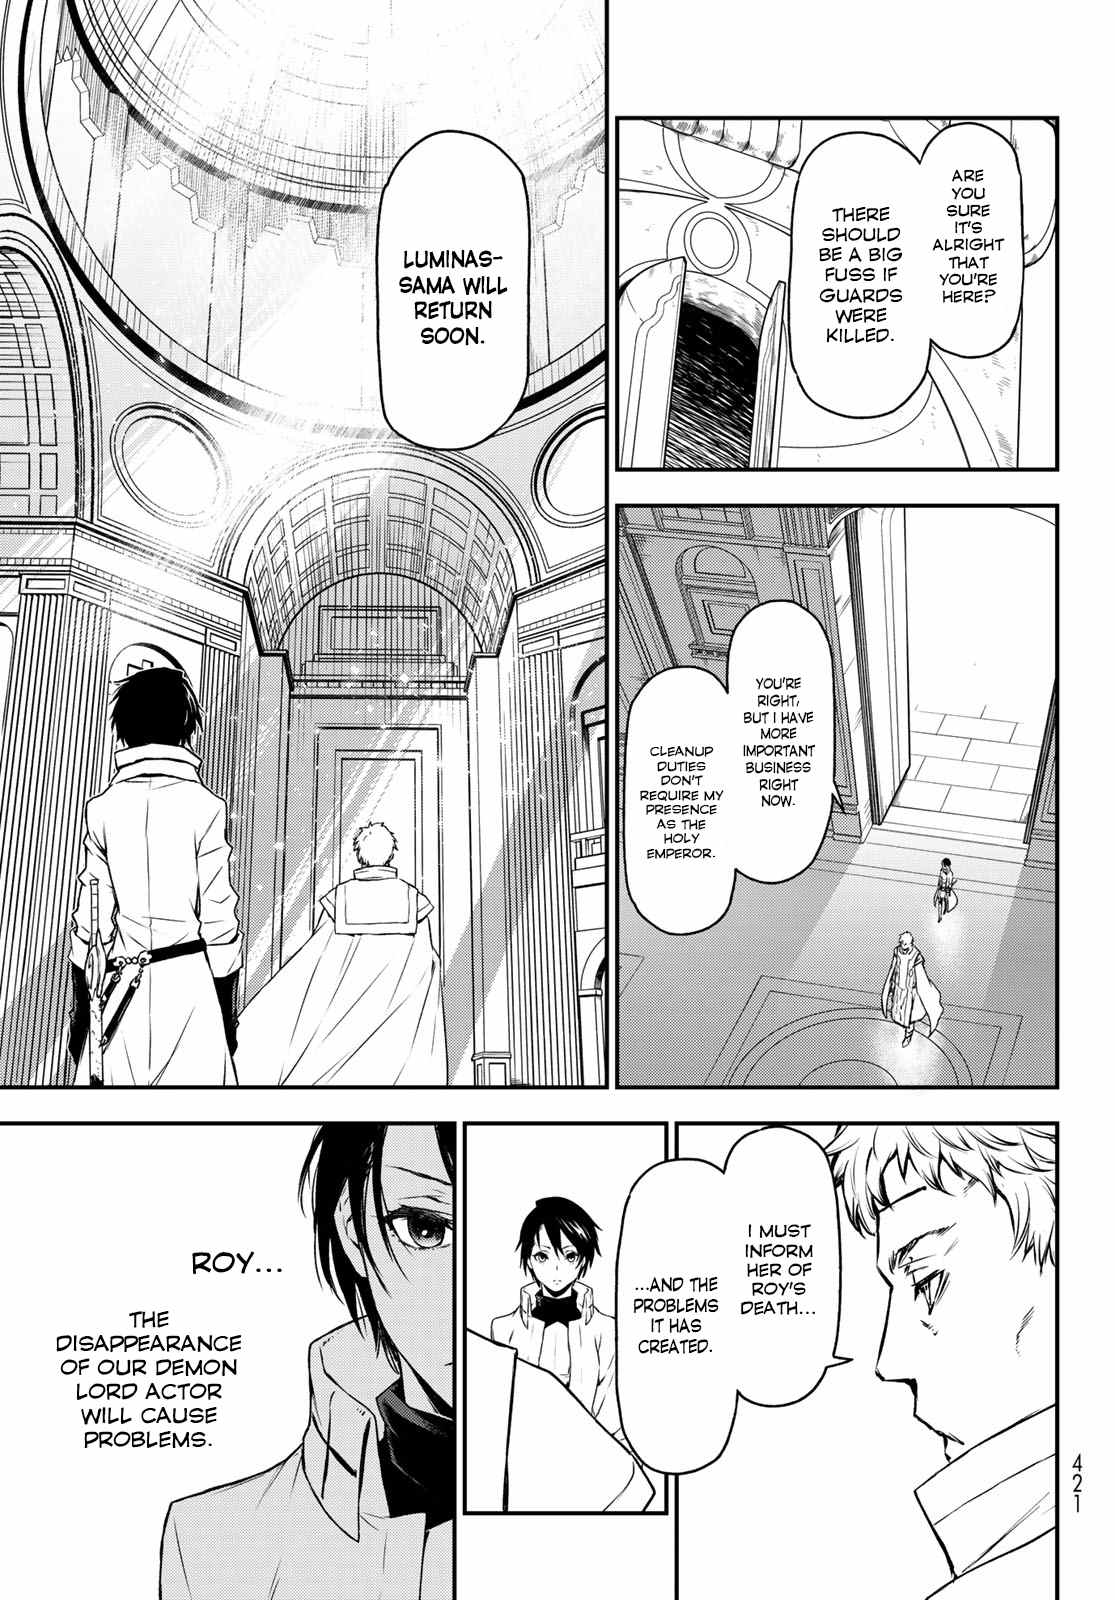 ARE
YOU
SURE
IT'S
ALRIGHT
THAT
YOU'RE
HERE?
THERE
SHOULD
BE A BIG
FUSS IF
GUARDS
WERE
KILLED.
YOU'RE
RIGHT,
BUT I HAVE
MORE
IMPORTANT
BUSINESS
RIGHT
NOW.
CLEANUP
DUTIES
DON'T
REQUIRE MY
PRESENCE
AS THE
HOLY
EMPEROR.
LUMINAS-
SAMA WILL
RETURN
SOON.
I MUST
INFORM
HER OF
ROY'S
DEATH...
...AND THE
PROBLEMS
IT HAS
CREATED.
ROY...
THE
DISAPPEARANCE
OF OUR DEMON
LORD ACTOR
WILL CAUSE
PROBLEMS.
421